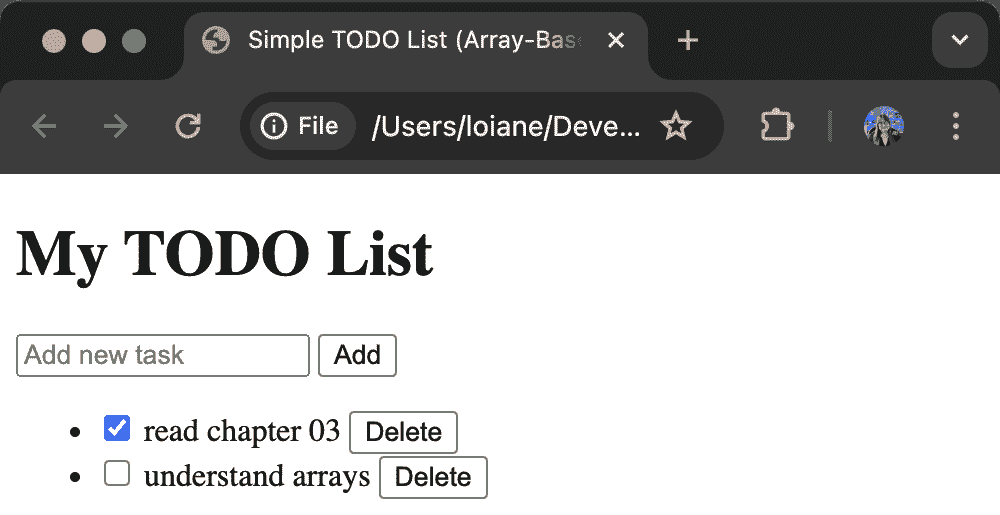 Simple TODO List (Array-Bas
File /Users/loiane/Deve...
My TODO List
Add new task Add
read chapter 03 Delete
understand arrays Delete